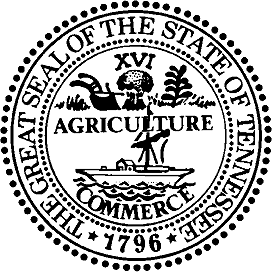 THE GREAT SEAL OF THE STATE OF TENNESSEE
XVI
AGRICULTURE
COMMERCE
1796